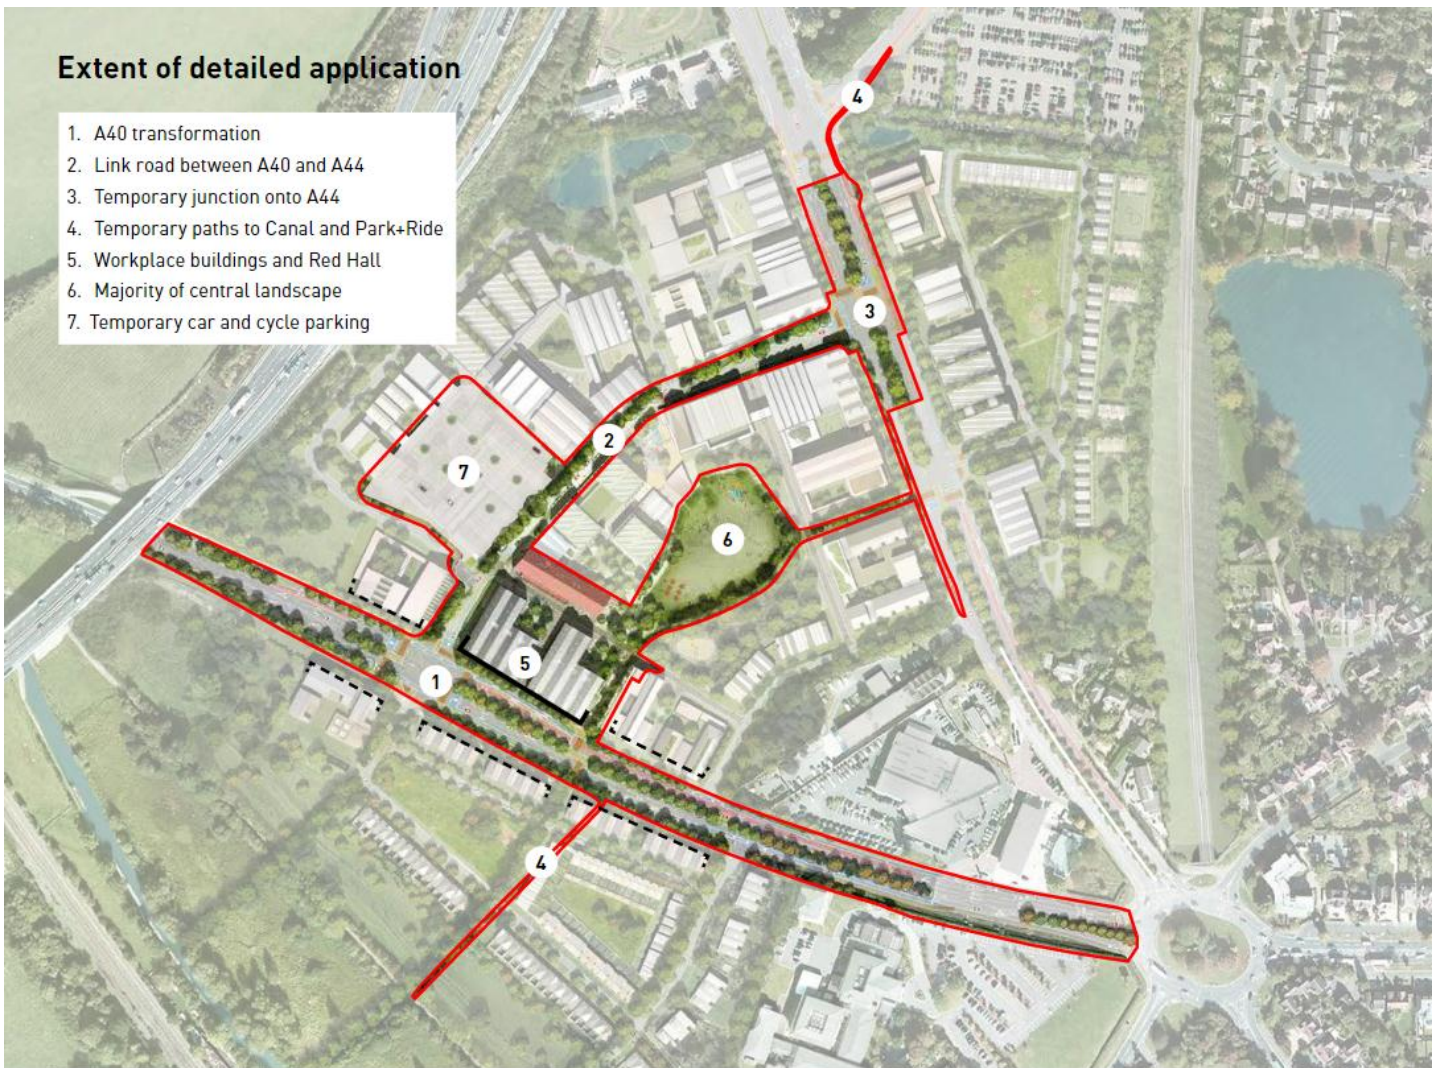 Extent of detailed application
1. A40 transformation
2. Link road between A40 and A44
3. Temporary junction onto A44
4. Temporary paths to Canal and Park+Ride
5. Workplace buildings and Red Hall
6. Majority of central landscape
7. Temporary car and cycle parking
4
3
2
7
6
5
1
4